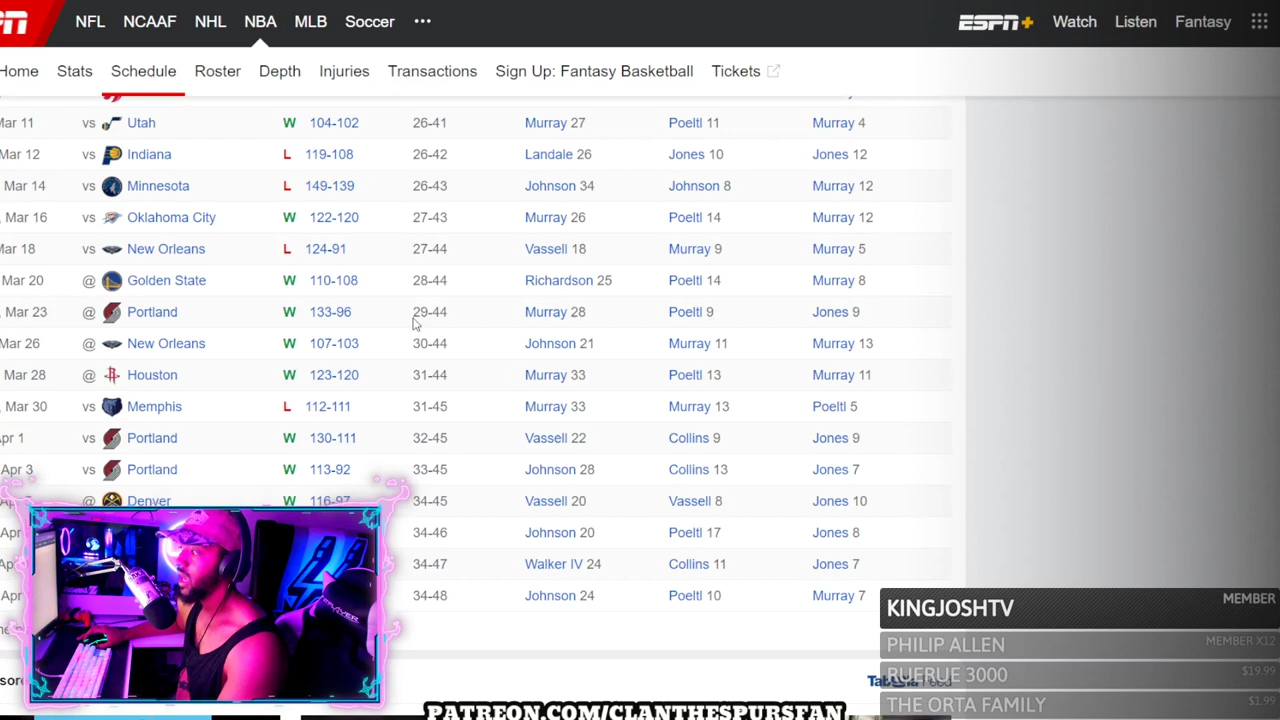 NFL NCAAF NHL NBA MLB Soccer ••• ESPN+ Watch Listen Fantasy
Home Stats Schedule Roster Depth Injuries Transactions Sign Up: Fantasy Basketball Tickets
Mar 11 vs Utah W 104-102 26-41 Murray 27 Poeltl 11 Murray 4
Mar 12 vs Indiana L 119-108 26-42 Landale 26 Jones 10 Jones 12
Mar 14 vs Minnesota L 149-139 26-43 Johnson 34 Johnson 8 Murray 12
Mar 16 vs Oklahoma City W 122-120 27-43 Murray 26 Poeltl 14 Murray 12
Mar 18 vs New Orleans L 124-91 27-44 Vassell 18 Murray 9 Murray 5
Mar 20 @ Golden State W 110-108 28-44 Richardson 25 Poeltl 14 Murray 8
, Mar 23 @ Portland W 133-96 29-44 Murray 28 Poeltl 9 Jones 9
Mar 26 @ New Orleans W 107-103 30-44 Johnson 21 Murray 11 Murray 13
Mar 28 @ Houston W 123-120 31-44 Murray 33 Poeltl 13 Murray 11
, Mar 30 vs Memphis L 112-111 31-45 Murray 33 Murray 13 Poeltl 5
Apr 1 vs Portland W 130-111 32-45 Vassell 22 Collins 9 Jones 9
Apr 3 vs Portland W 113-92 33-45 Johnson 28 Collins 13 Jones 7
@ Denver W 116-97 34-45 Vassell 20 Vassell 8 Jones 10
Apr 34-46 Johnson 20 Poeltl 17 Jones 8
Apr 34-47 Walker IV 24 Collins 11 Jones 7
Apr 34-48 Johnson 24 Poeltl 10 Murray 7
KINGJOSHTV MEMBER
PHILIP ALLEN MEMBER X12
RUERUE 3000 $19.99
THE ORTA FAMILY $1.99
PATREON.COM/CLANTHESPURSFAN